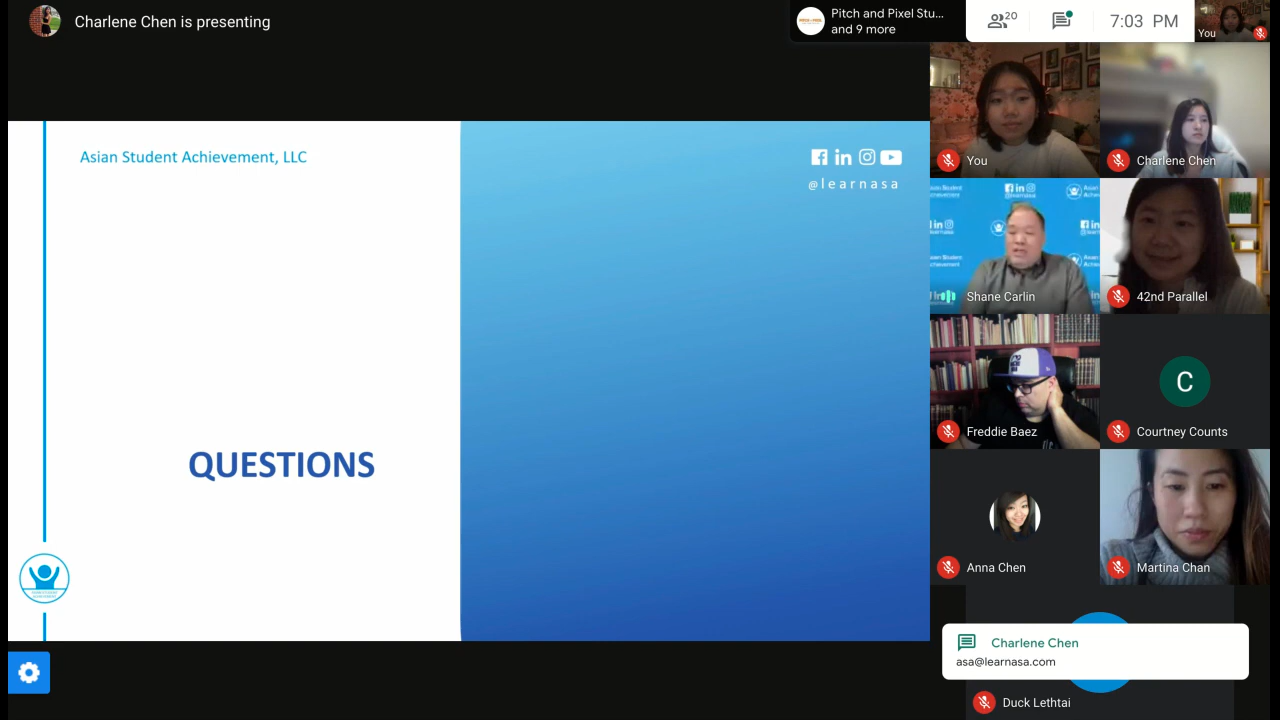 Charlene Chen is presenting
Pitch and Pixel Stu...
and 9 more
20
7:03 PM
You
Asian Student Achievement, LLC
@learnasa
QUESTIONS
You
Charlene Chen
Shane Carlin
42nd Parallel
Freddie Baez
C
Courtney Counts
Anna Chen
Martina Chan
Charlene Chen
asa@learnasa.com
Duck Lethtai